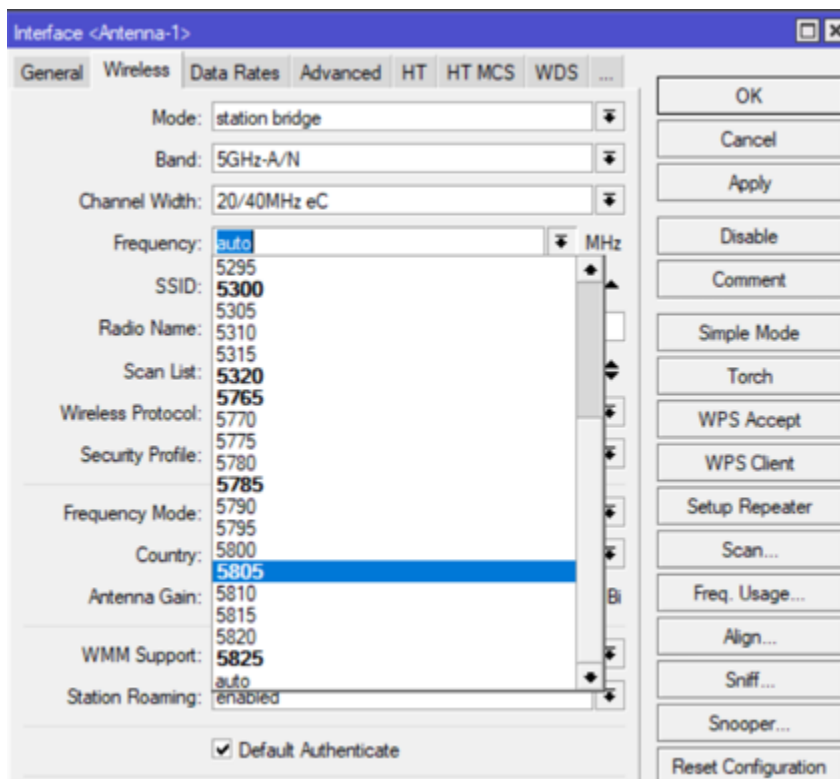 Interface <Antenna-1>
General Wireless Data Rates Advanced HT HT MCS WDS ...
Mode: station bridge
Band: 5GHz-A/N
Channel Width: 20/40MHz eC
Frequency: auto MHz
5295
5300
5305
5310
5315
5320
5765
5770
5775
5780
5785
5790
5795
5800
5805
5810
5815
5820
5825
auto
SSID:
Radio Name:
Scan List:
Wireless Protocol:
Security Profile:
Frequency Mode:
Country:
Antenna Gain: Bi
WMM Support:
Station Roaming: enabled
Default Authenticate
OK
Cancel
Apply
Disable
Comment
Simple Mode
Torch
WPS Accept
WPS Client
Setup Repeater
Scan...
Freq. Usage...
Align...
Sniff...
Snooper...
Reset Configuration